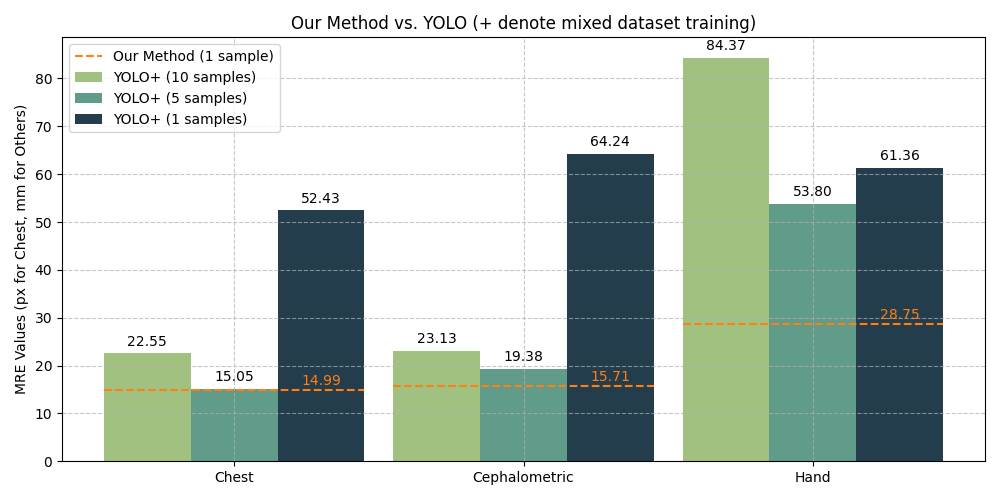 Our Method vs. YOLO (+ denote mixed dataset training)
MRE Values (px for Chest, mm for Others)
Our Method (1 sample)
YOLO+ (10 samples)
YOLO+ (5 samples)
YOLO+ (1 samples)
80
70
60
50
40
30
20
10
0
22.55
15.05
52.43
14.99
23.13
19.38
64.24
15.71
84.37
53.80
61.36
28.75
Chest
Cephalometric
Hand